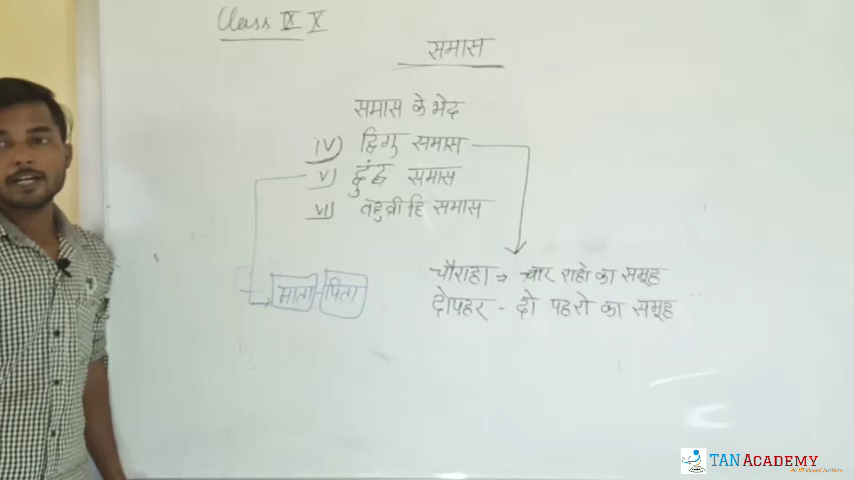 Class IX X
समास
समास के भेद
iv) द्विगु समास
v) द्वंद्व समास
vi) बहुव्रीहि समास
चौराहा → चार राहो का समूह
माता-पिता
दोपहर - दो पहरो का समूह
TAN ACADEMY